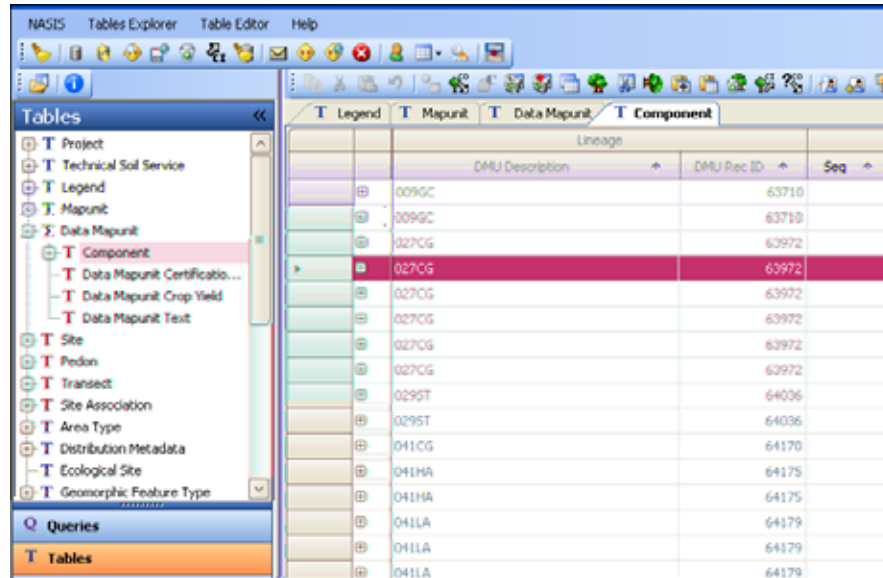 NASIS Tables Explorer Table Editor Help
Tables
T Project
T Technical Soil Service
T Legend
T Mapunit
Σ Data Mapunit
T Component
T Data Mapunit Certificatio...
T Data Mapunit Crop Yield
T Data Mapunit Text
T Site
T Pedon
T Transect
T Site Association
T Area Type
T Distribution Metadata
T Ecological Site
T Geomorphic Feature Type
Q Queries
T Tables
T Legend T Mapunit T Data Mapunit T Component
Lineage
DMU Description DMU Rec ID Seq
009GC 63710
009GC 63710
027CG 63972
027CG 63972
027CG 63972
027CG 63972
027CG 63972
027CG 63972
029ST 64036
029ST 64036
041CG 64170
041HA 64175
041HA 64175
041LA 64179
041LA 64179
041LA 64179